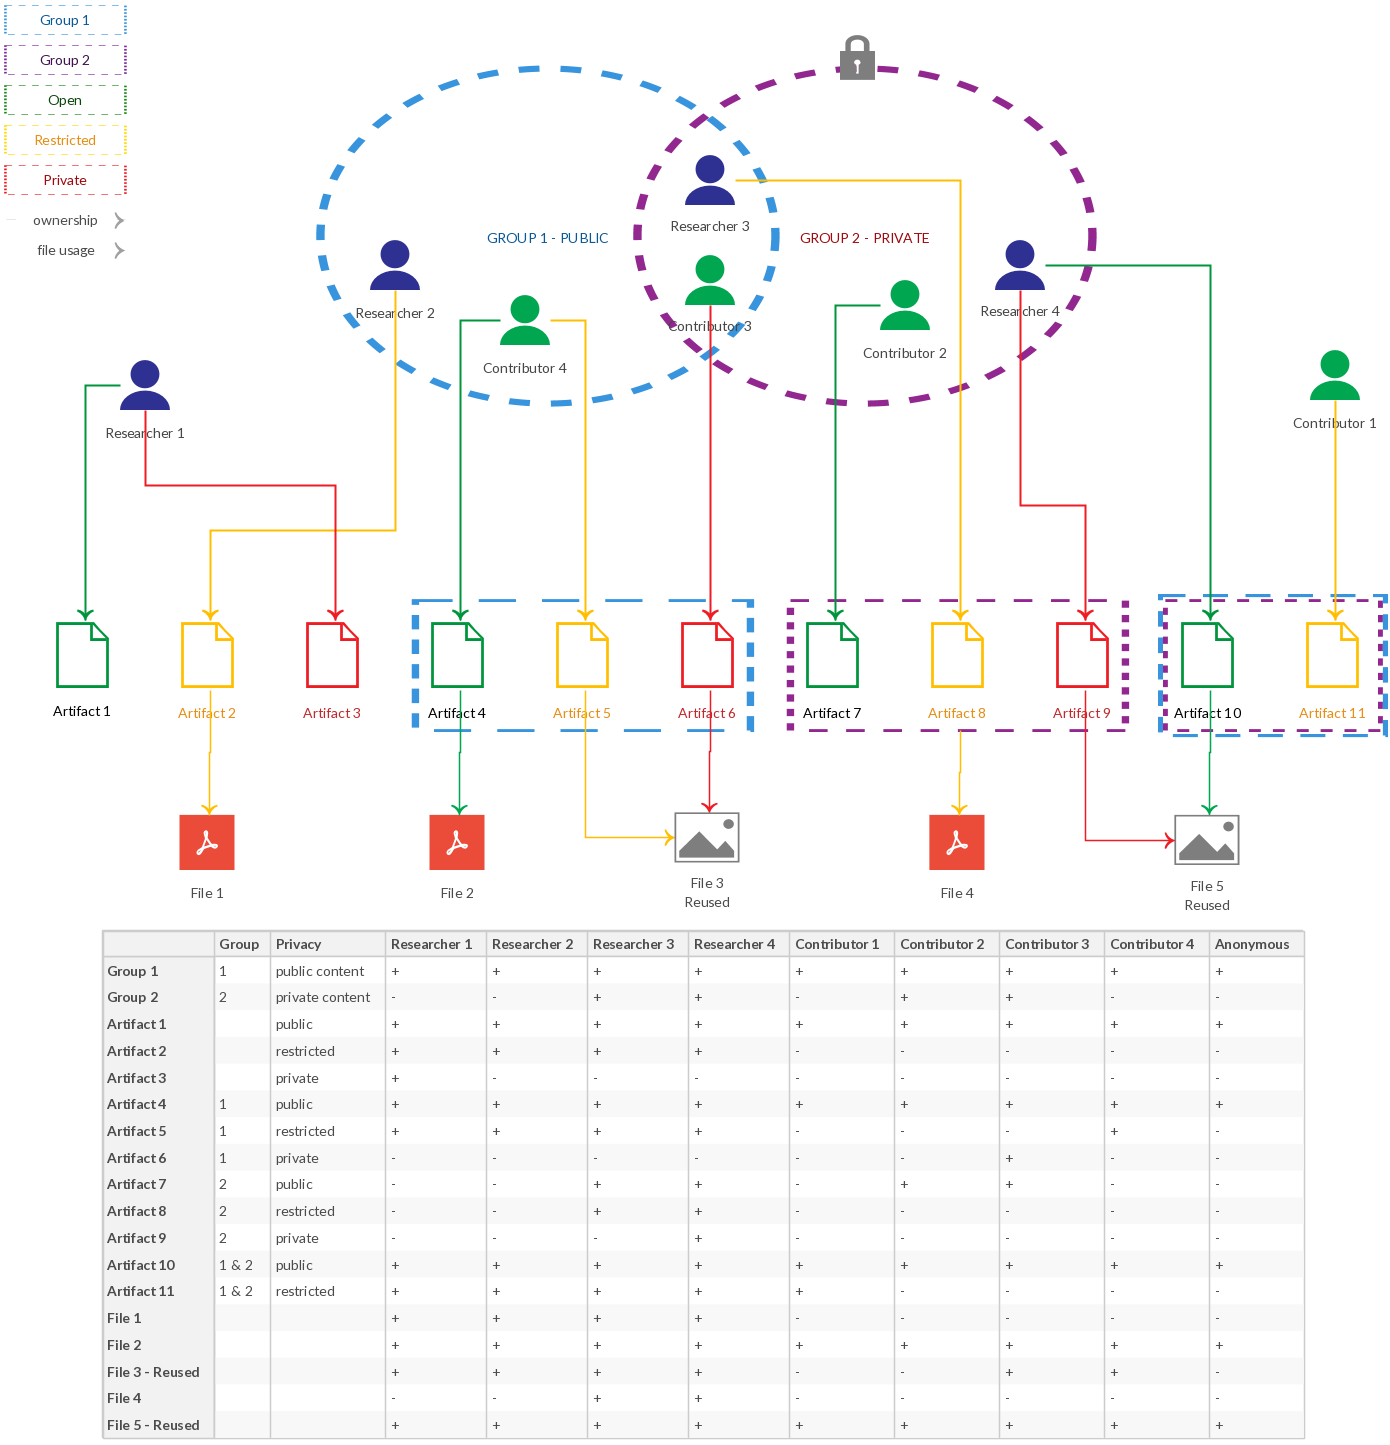 Group 1
Group 2
Open
Restricted
Private
ownership
file usage
Researcher 3
GROUP 1 - PUBLIC
GROUP 2 - PRIVATE
Researcher 2
Contributor 3
Researcher 4
Contributor 4
Contributor 2
Researcher 1
Contributor 1
Artifact 1
Artifact 2
Artifact 3
Artifact 4
Artifact 5
Artifact 6
Artifact 7
Artifact 8
Artifact 9
Artifact 10
Artifact 11
File 1
File 2
File 3
Reused
File 4
File 5
Reused
Group Privacy Researcher 1 Researcher 2 Researcher 3 Researcher 4 Contributor 1 Contributor 2 Contributor 3 Contributor 4 Anonymous
Group 1 1 public content + + + + + + + + +
Group 2 2 private content - - + + - + + - -
Artifact 1 public + + + + + + + + +
Artifact 2 restricted + + + + - - - - -
Artifact 3 private + - - - - - - - -
Artifact 4 1 public + + + + + + + + +
Artifact 5 1 restricted + + + + - - - + -
Artifact 6 1 private - - - - - - + - -
Artifact 7 2 public - - + + - + + - -
Artifact 8 2 restricted - - + + - - - - -
Artifact 9 2 private - - - + - - - - -
Artifact 10 1 & 2 public + + + + + + + + +
Artifact 11 1 & 2 restricted + + + + + - - - -
File 1 + + + + - - - - -
File 2 + + + + + + + + +
File 3 - Reused + + + + - - + + -
File 4 - - + + - - - - -
File 5 - Reused + + + + + + + + +